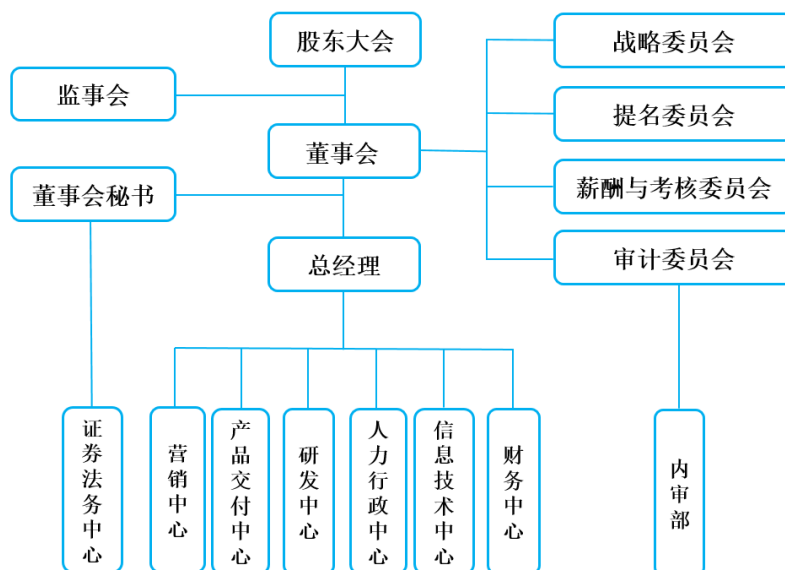 股东大会
战略委员会
监事会
提名委员会
董事会
董事会秘书
薪酬与考核委员会
总经理
审计委员会
证券法务中心
营销中心
产品交付中心
研发中心
人力行政中心
信息技术中心
财务中心
内审部